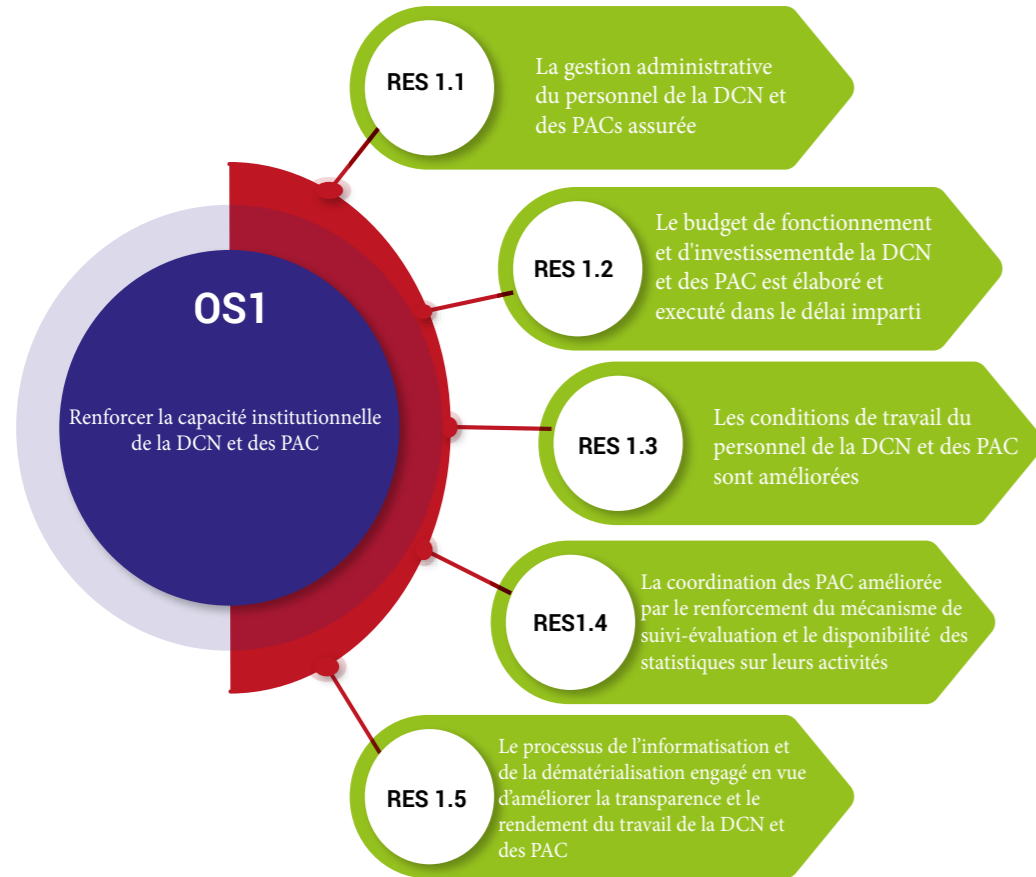 OS1
Renforcer la capacité institutionnelle
de la DCN et des PAC
RES 1.1
La gestion administrative
du personnel de la DCN et
des PACs assurée
RES 1.2
Le budget de fonctionnement
et d'investissementde la DCN
et des PAC est élaboré et
executé dans le délai imparti
RES 1.3
Les conditions de travail du
personnel de la DCN et des PAC
sont améliorées
RES1.4
La coordination des PAC améliorée
par le renforcement du mécanisme de
suivi-évaluation et le disponibilité des
statistiques sur leurs activités
RES 1.5
Le processus de l'informatisation et
de la dématérialisation engagé en vue
d'améliorer la transparence et le
rendement du travail de la DCN et
des PAC